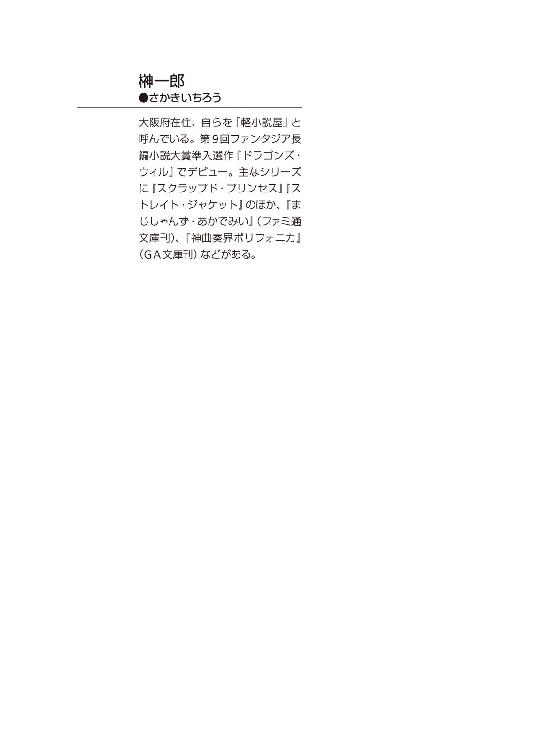 榊一郎
●さかきいちろう
大阪府在住、自らを「軽小説屋」と
呼んでいる。第9回ファンタジア長
編小説大賞準入選作『ドラゴンズ・
ウィル』でデビュー。主なシリーズ
に『スクラップド・プリンセス』『ス
トレイト・ジャケット』のほか、『ま
じしゃんず・あかでみい』(ファミ通
文庫刊)、『神曲奏界ポリフォニカ』
(GA文庫刊)などがある。